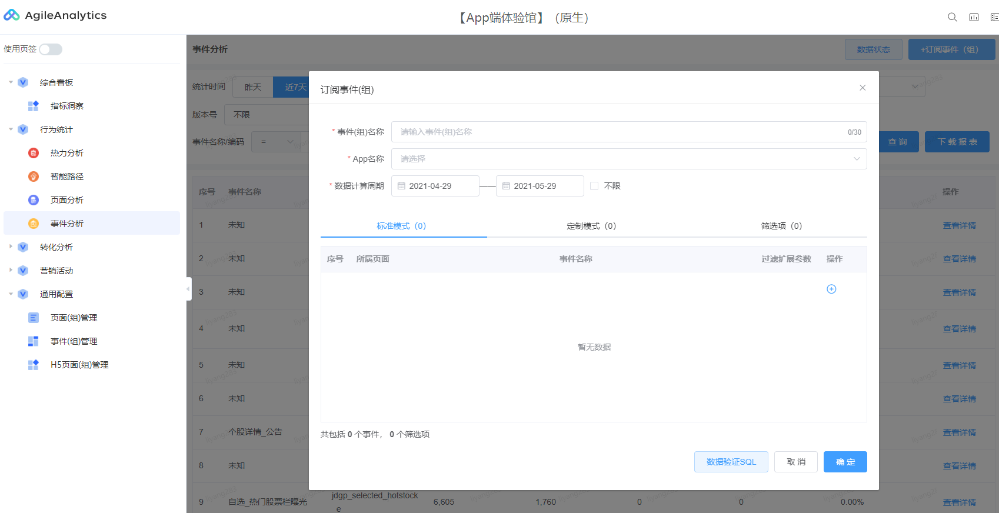 AgileAnalytics
【App端体验馆】（原生）
使用页签
综合看板
指标洞察
行为统计
热力分析
智能路径
页面分析
事件分析
转化分析
营销活动
通用配置
页面(组)管理
事件(组)管理
H5页面(组)管理
事件分析
数据状态
+订阅事件（组）
统计时间 昨天 近7天
版本号 不限
事件名称/编码 =
查 询 下 载 报 表
序号 事件名称 操作
1 未知 查看详情
2 未知 查看详情
3 未知 查看详情
4 未知 查看详情
5 未知 查看详情
6 未知 查看详情
7 个股详情_公告 查看详情
8 未知 查看详情
9 自选_热门股票栏曝光 jdgp_selected_hotstock 6,605 1,760 0 0 0.00% 查看详情
e
订阅事件(组)
* 事件(组)名称 请输入事件(组)名称 0/30
* App名称 请选择
* 数据计算周期 2021-04-29 2021-05-29 不限
标准模式（0） 定制模式（0） 筛选项（0）
序号 所属页面 事件名称 过滤扩展参数 操作
暂无数据
共包括 0 个事件， 0 个筛选项
数据验证SQL 取 消 确 定
liyang283